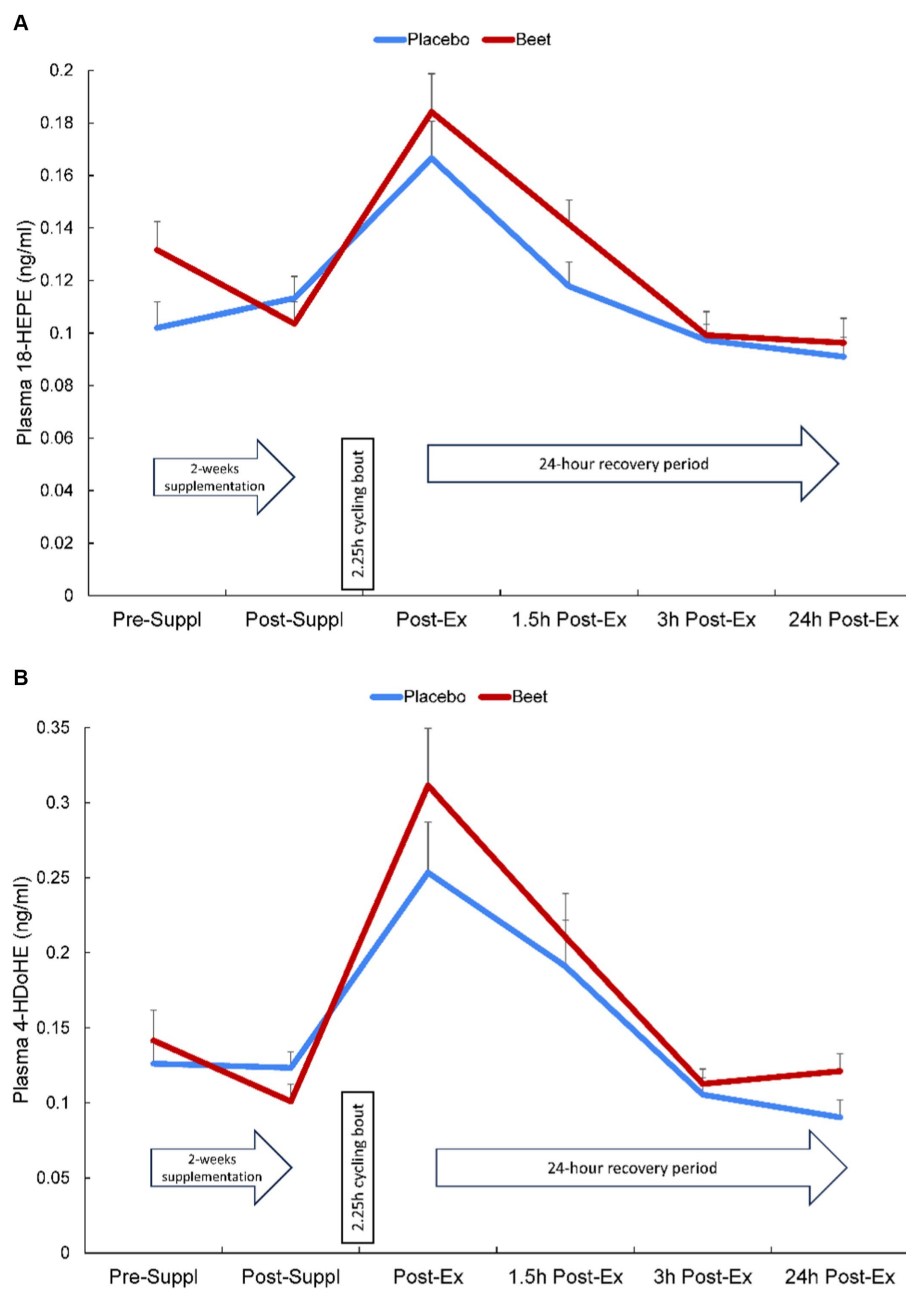 A
Placebo Beet
0.2
0.18
0.16
0.14
0.12
0.1
0.08
0.06
0.04
0.02
0
Plasma 18-HEPE (ng/ml)
2-weeks
supplementation
2.25h cycling bout
24-hour recovery period
Pre-Suppl Post-Suppl Post-Ex 1.5h Post-Ex 3h Post-Ex 24h Post-Ex
B
Placebo Beet
0.35
0.3
0.25
0.2
0.15
0.1
0.05
0
Plasma 4-HDoHE (ng/ml)
2-weeks
supplementation
2.25h cycling bout
24-hour recovery period
Pre-Suppl Post-Suppl Post-Ex 1.5h Post-Ex 3h Post-Ex 24h Post-Ex